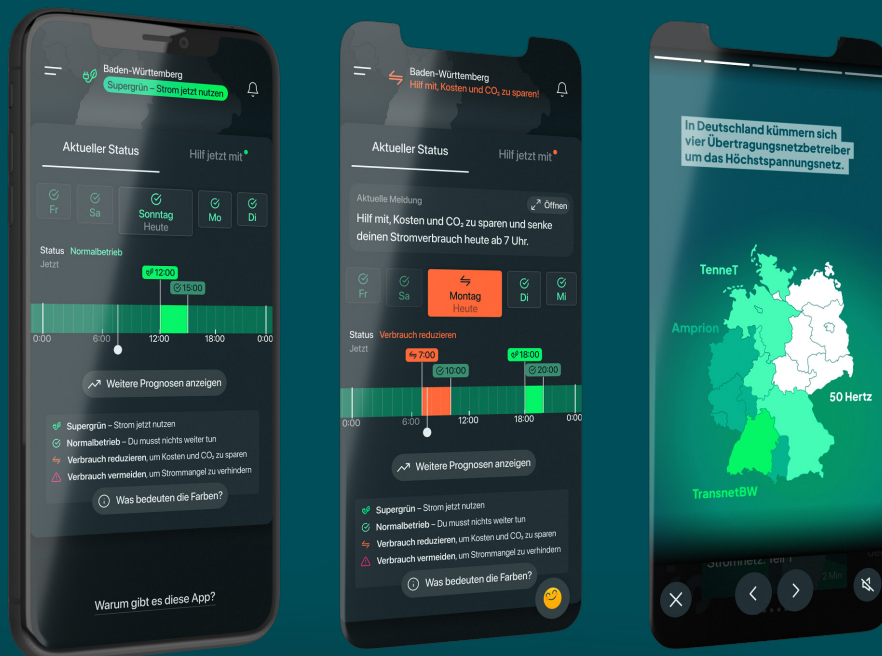 Baden-Württemberg
Supergrün – Strom jetzt nutzen
Aktueller Status
Hilf jetzt mit
Fr
Sa
Sonntag
Heute
Mo
Di
Status Normalbetrieb
Jetzt
12:00
15:00
0:00
6:00
12:00
18:00
0:00
Weitere Prognosen anzeigen
Supergrün – Strom jetzt nutzen
Normalbetrieb – Du musst nichts weiter tun
Verbrauch reduzieren, um Kosten und CO₂ zu sparen
Verbrauch vermeiden, um Strommangel zu verhindern
Was bedeuten die Farben?
Warum gibt es diese App?
Baden-Württemberg
Hilf mit, Kosten und CO₂ zu sparen!
Aktueller Status
Hilf jetzt mit
Aktuelle Meldung
Öffnen
Hilf mit, Kosten und CO₂ zu sparen und senke
deinen Stromverbrauch heute ab 7 Uhr.
Fr
Sa
Montag
Heute
Di
Mi
Status Verbrauch reduzieren
Jetzt
7:00
18:00
10:00
20:00
0:00
6:00
12:00
18:00
0:00
Weitere Prognosen anzeigen
Supergrün – Strom jetzt nutzen
Normalbetrieb – Du musst nichts weiter tun
Verbrauch reduzieren, um Kosten und CO₂ zu sparen
Verbrauch vermeiden, um Strommangel zu verhindern
Was bedeuten die Farben?
In Deutschland kümmern sich
vier Übertragungsnetzbetreiber
um das Höchstspannungsnetz.
TenneT
Amprion
50 Hertz
TransnetBW
Stromnetz: Teil 1
2 Min